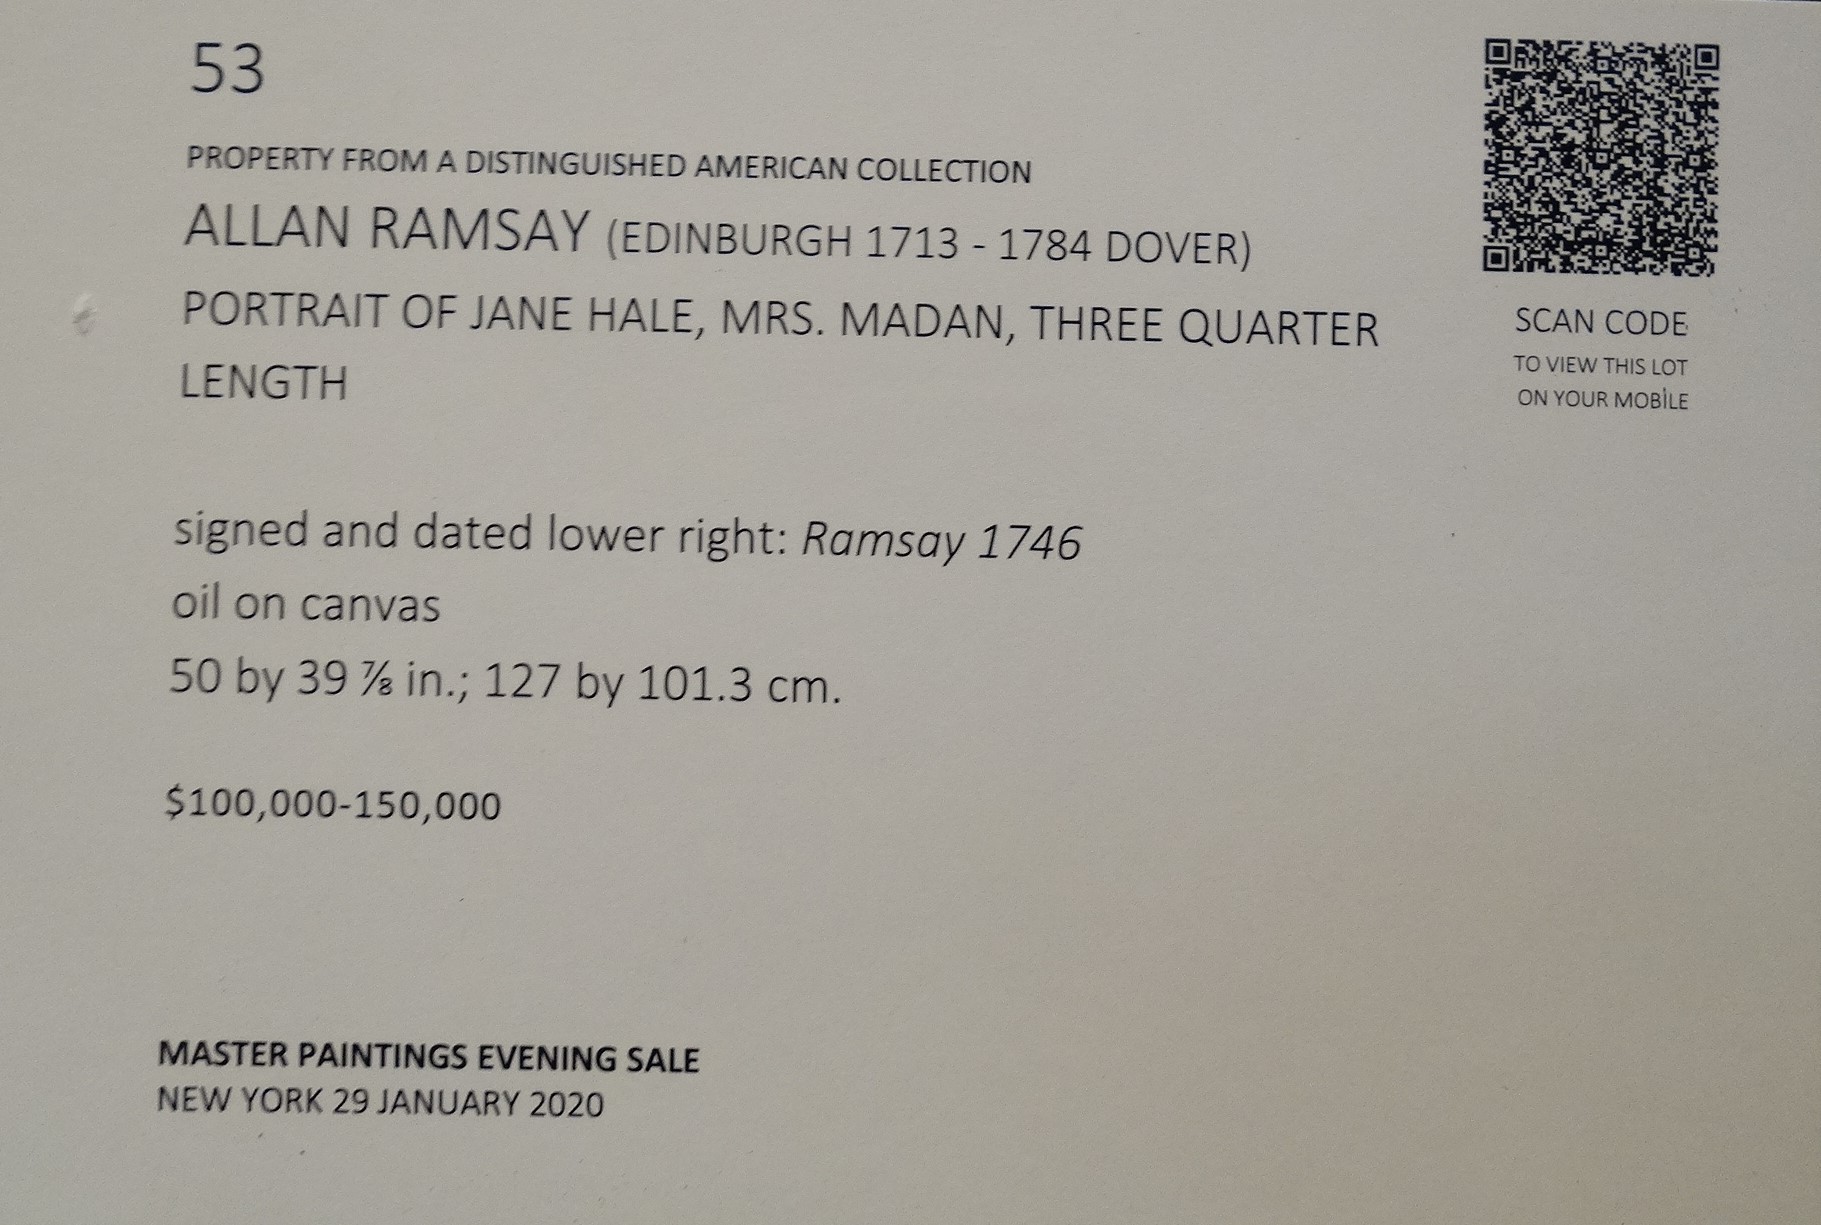 53
PROPERTY FROM A DISTINGUISHED AMERICAN COLLECTION
ALLAN RAMSAY (EDINBURGH 1713 - 1784 DOVER)
PORTRAIT OF JANE HALE, MRS. MADAN, THREE QUARTER
LENGTH
SCAN CODE
TO VIEW THIS LOT
ON YOUR MOBİLE
signed and dated lower right: Ramsay 1746
oil on canvas
50 by 39 ⅞ in.; 127 by 101.3 cm.
$100,000-150,000
MASTER PAINTINGS EVENING SALE
NEW YORK 29 JANUARY 2020